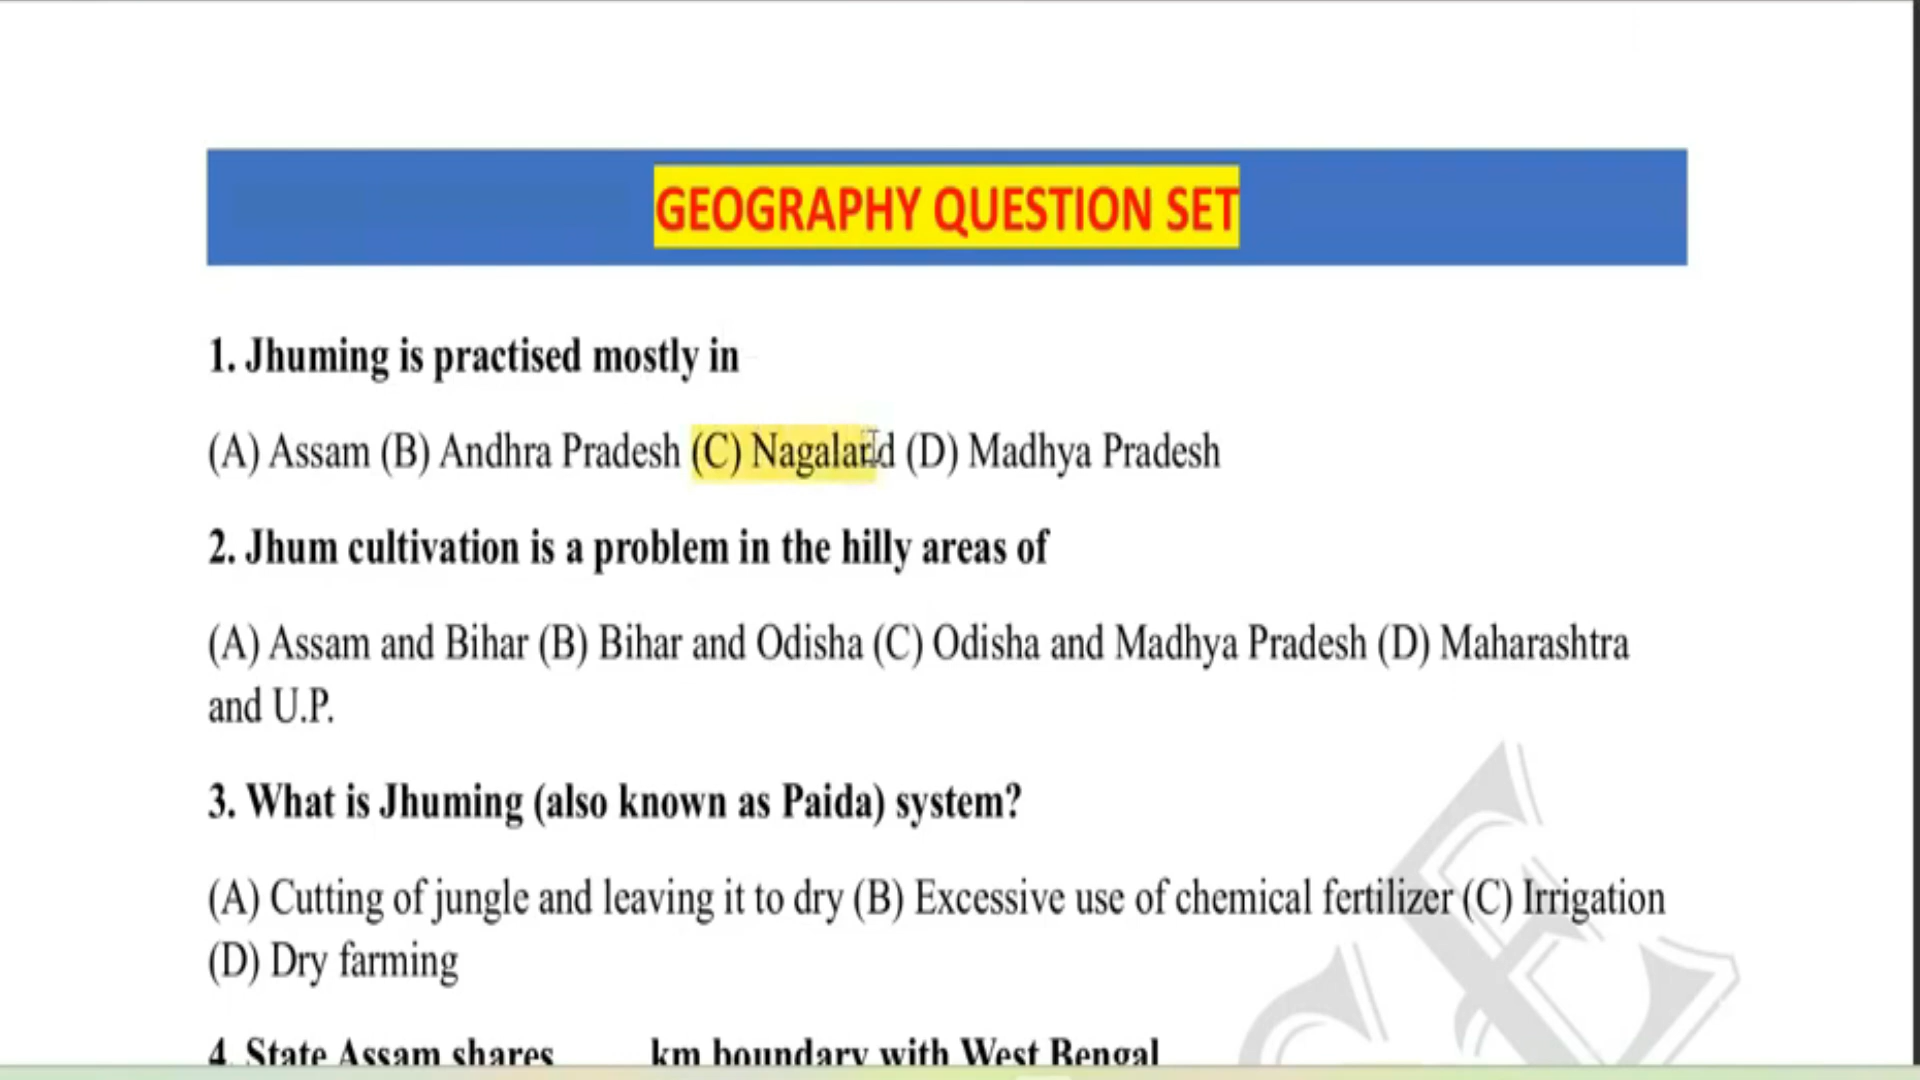 GEOGRAPHY QUESTION SET
1. Jhuming is practised mostly in
(A) Assam (B) Andhra Pradesh (C) Nagaland (D) Madhya Pradesh
2. Jhum cultivation is a problem in the hilly areas of
(A) Assam and Bihar (B) Bihar and Odisha (C) Odisha and Madhya Pradesh (D) Maharashtra
and U.P.
3. What is Jhuming (also known as Paida) system?
(A) Cutting of jungle and leaving it to dry (B) Excessive use of chemical fertilizer (C) Irrigation
(D) Dry farming
4. State Assam shares km boundary with West Bengal